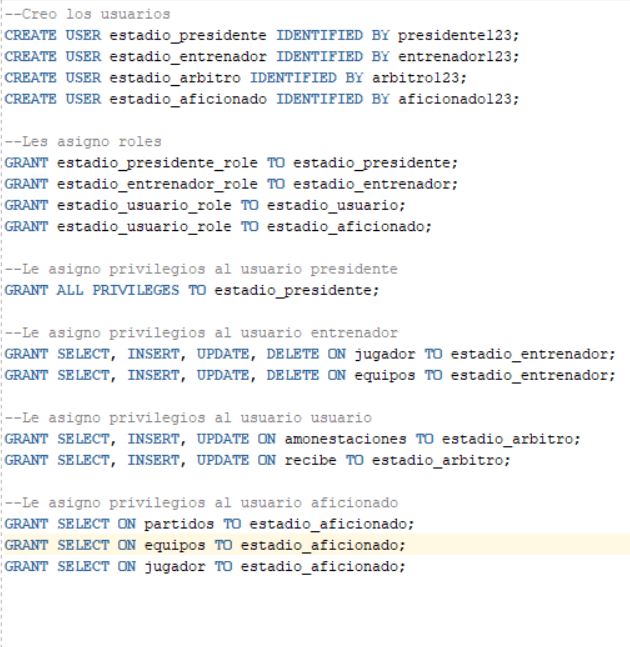 --Creo los usuarios
CREATE USER estadio_presidente IDENTIFIED BY presidente123;
CREATE USER estadio_entrenador IDENTIFIED BY entrenador123;
CREATE USER estadio_arbitro IDENTIFIED BY arbitro123;
CREATE USER estadio_aficionado IDENTIFIED BY aficionado123;
--Les asigno roles
GRANT estadio_presidente_role TO estadio_presidente;
GRANT estadio_entrenador_role TO estadio_entrenador;
GRANT estadio_usuario_role TO estadio_usuario;
GRANT estadio_usuario_role TO estadio_aficionado;
--Le asigno privilegios al usuario presidente
GRANT ALL PRIVILEGES TO estadio_presidente;
--Le asigno privilegios al usuario entrenador
GRANT SELECT, INSERT, UPDATE, DELETE ON jugador TO estadio_entrenador;
GRANT SELECT, INSERT, UPDATE, DELETE ON equipos TO estadio_entrenador;
--Le asigno privilegios al usuario usuario
GRANT SELECT, INSERT, UPDATE ON amonestaciones TO estadio_arbitro;
GRANT SELECT, INSERT, UPDATE ON recibe TO estadio_arbitro;
--Le asigno privilegios al usuario aficionado
GRANT SELECT ON partidos TO estadio_aficionado;
GRANT SELECT ON equipos TO estadio_aficionado;
GRANT SELECT ON jugador TO estadio_aficionado;